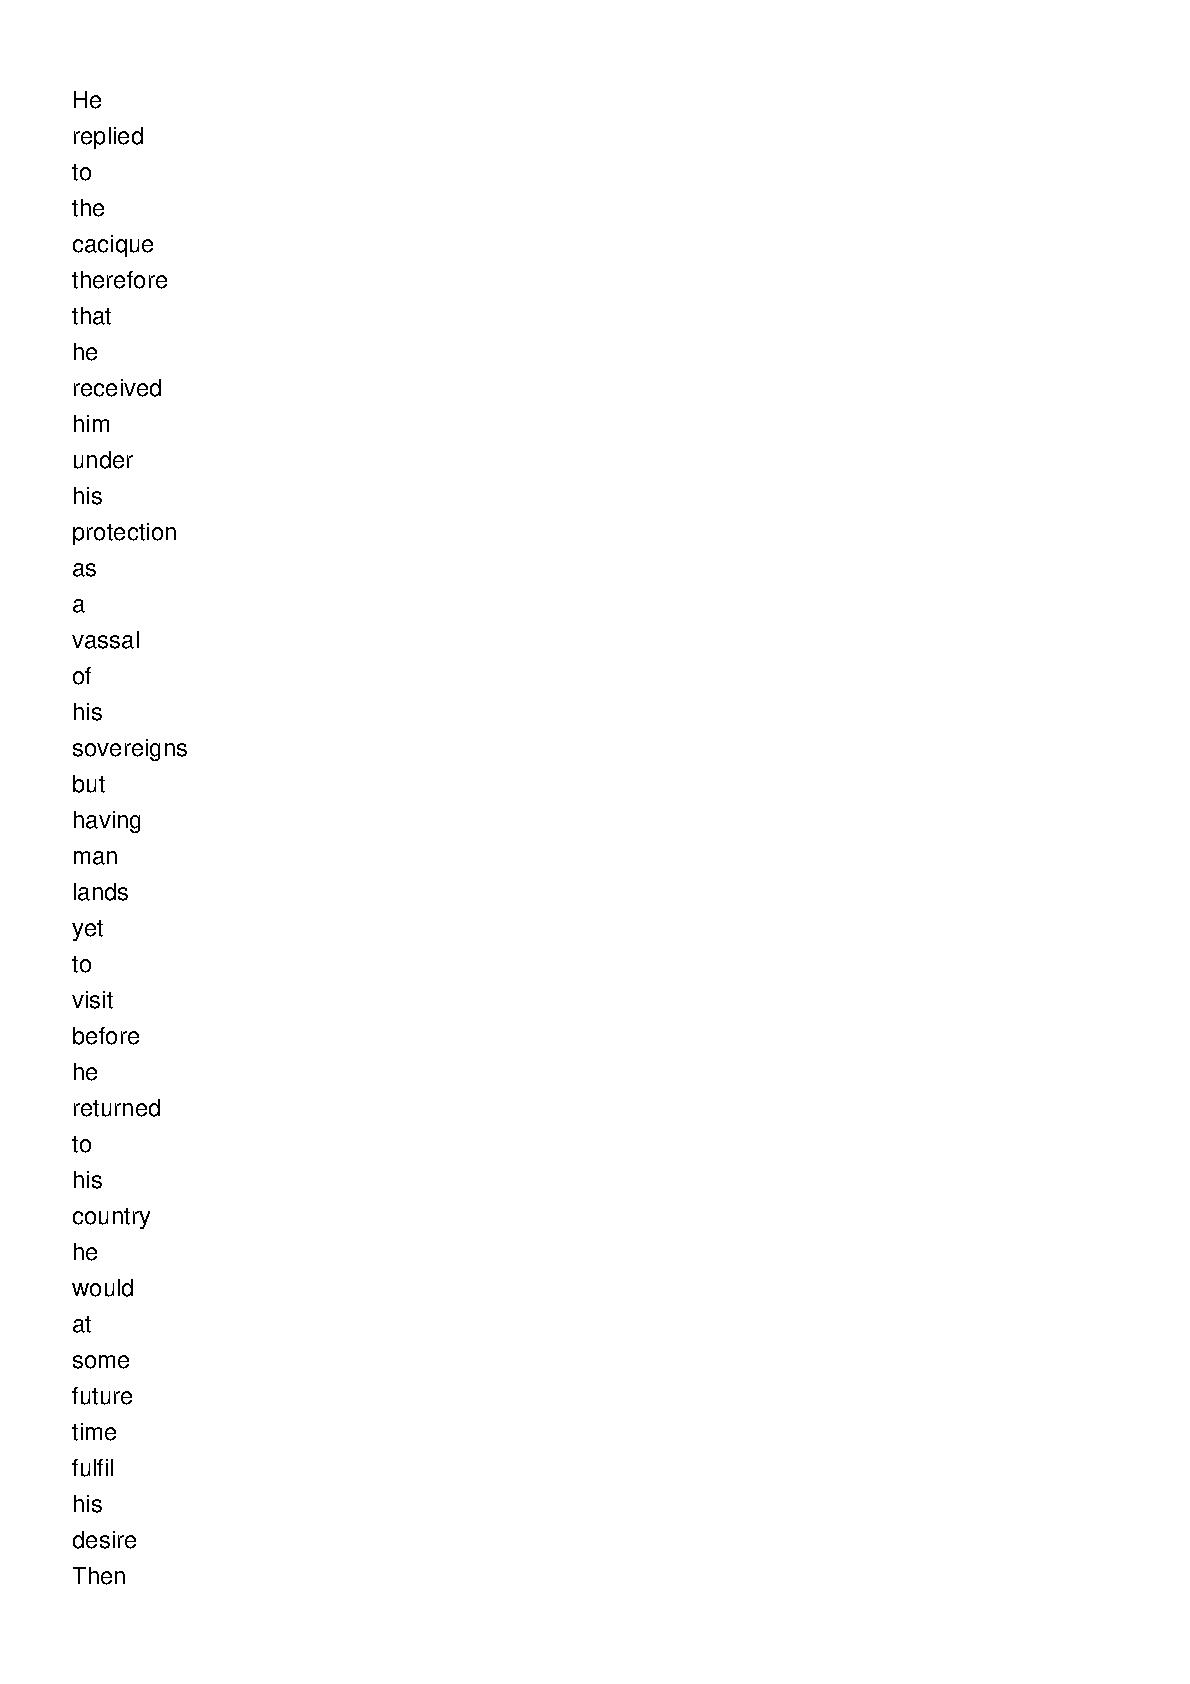 He
replied
to
the
cacique
therefore
that
he
received
him
under
his
protection
as
a
vassal
of
his
sovereigns
but
having
man
lands
yet
to
visit
before
he
returned
to
his
country
he
would
at
some
future
time
fulfil
his
desire
Then